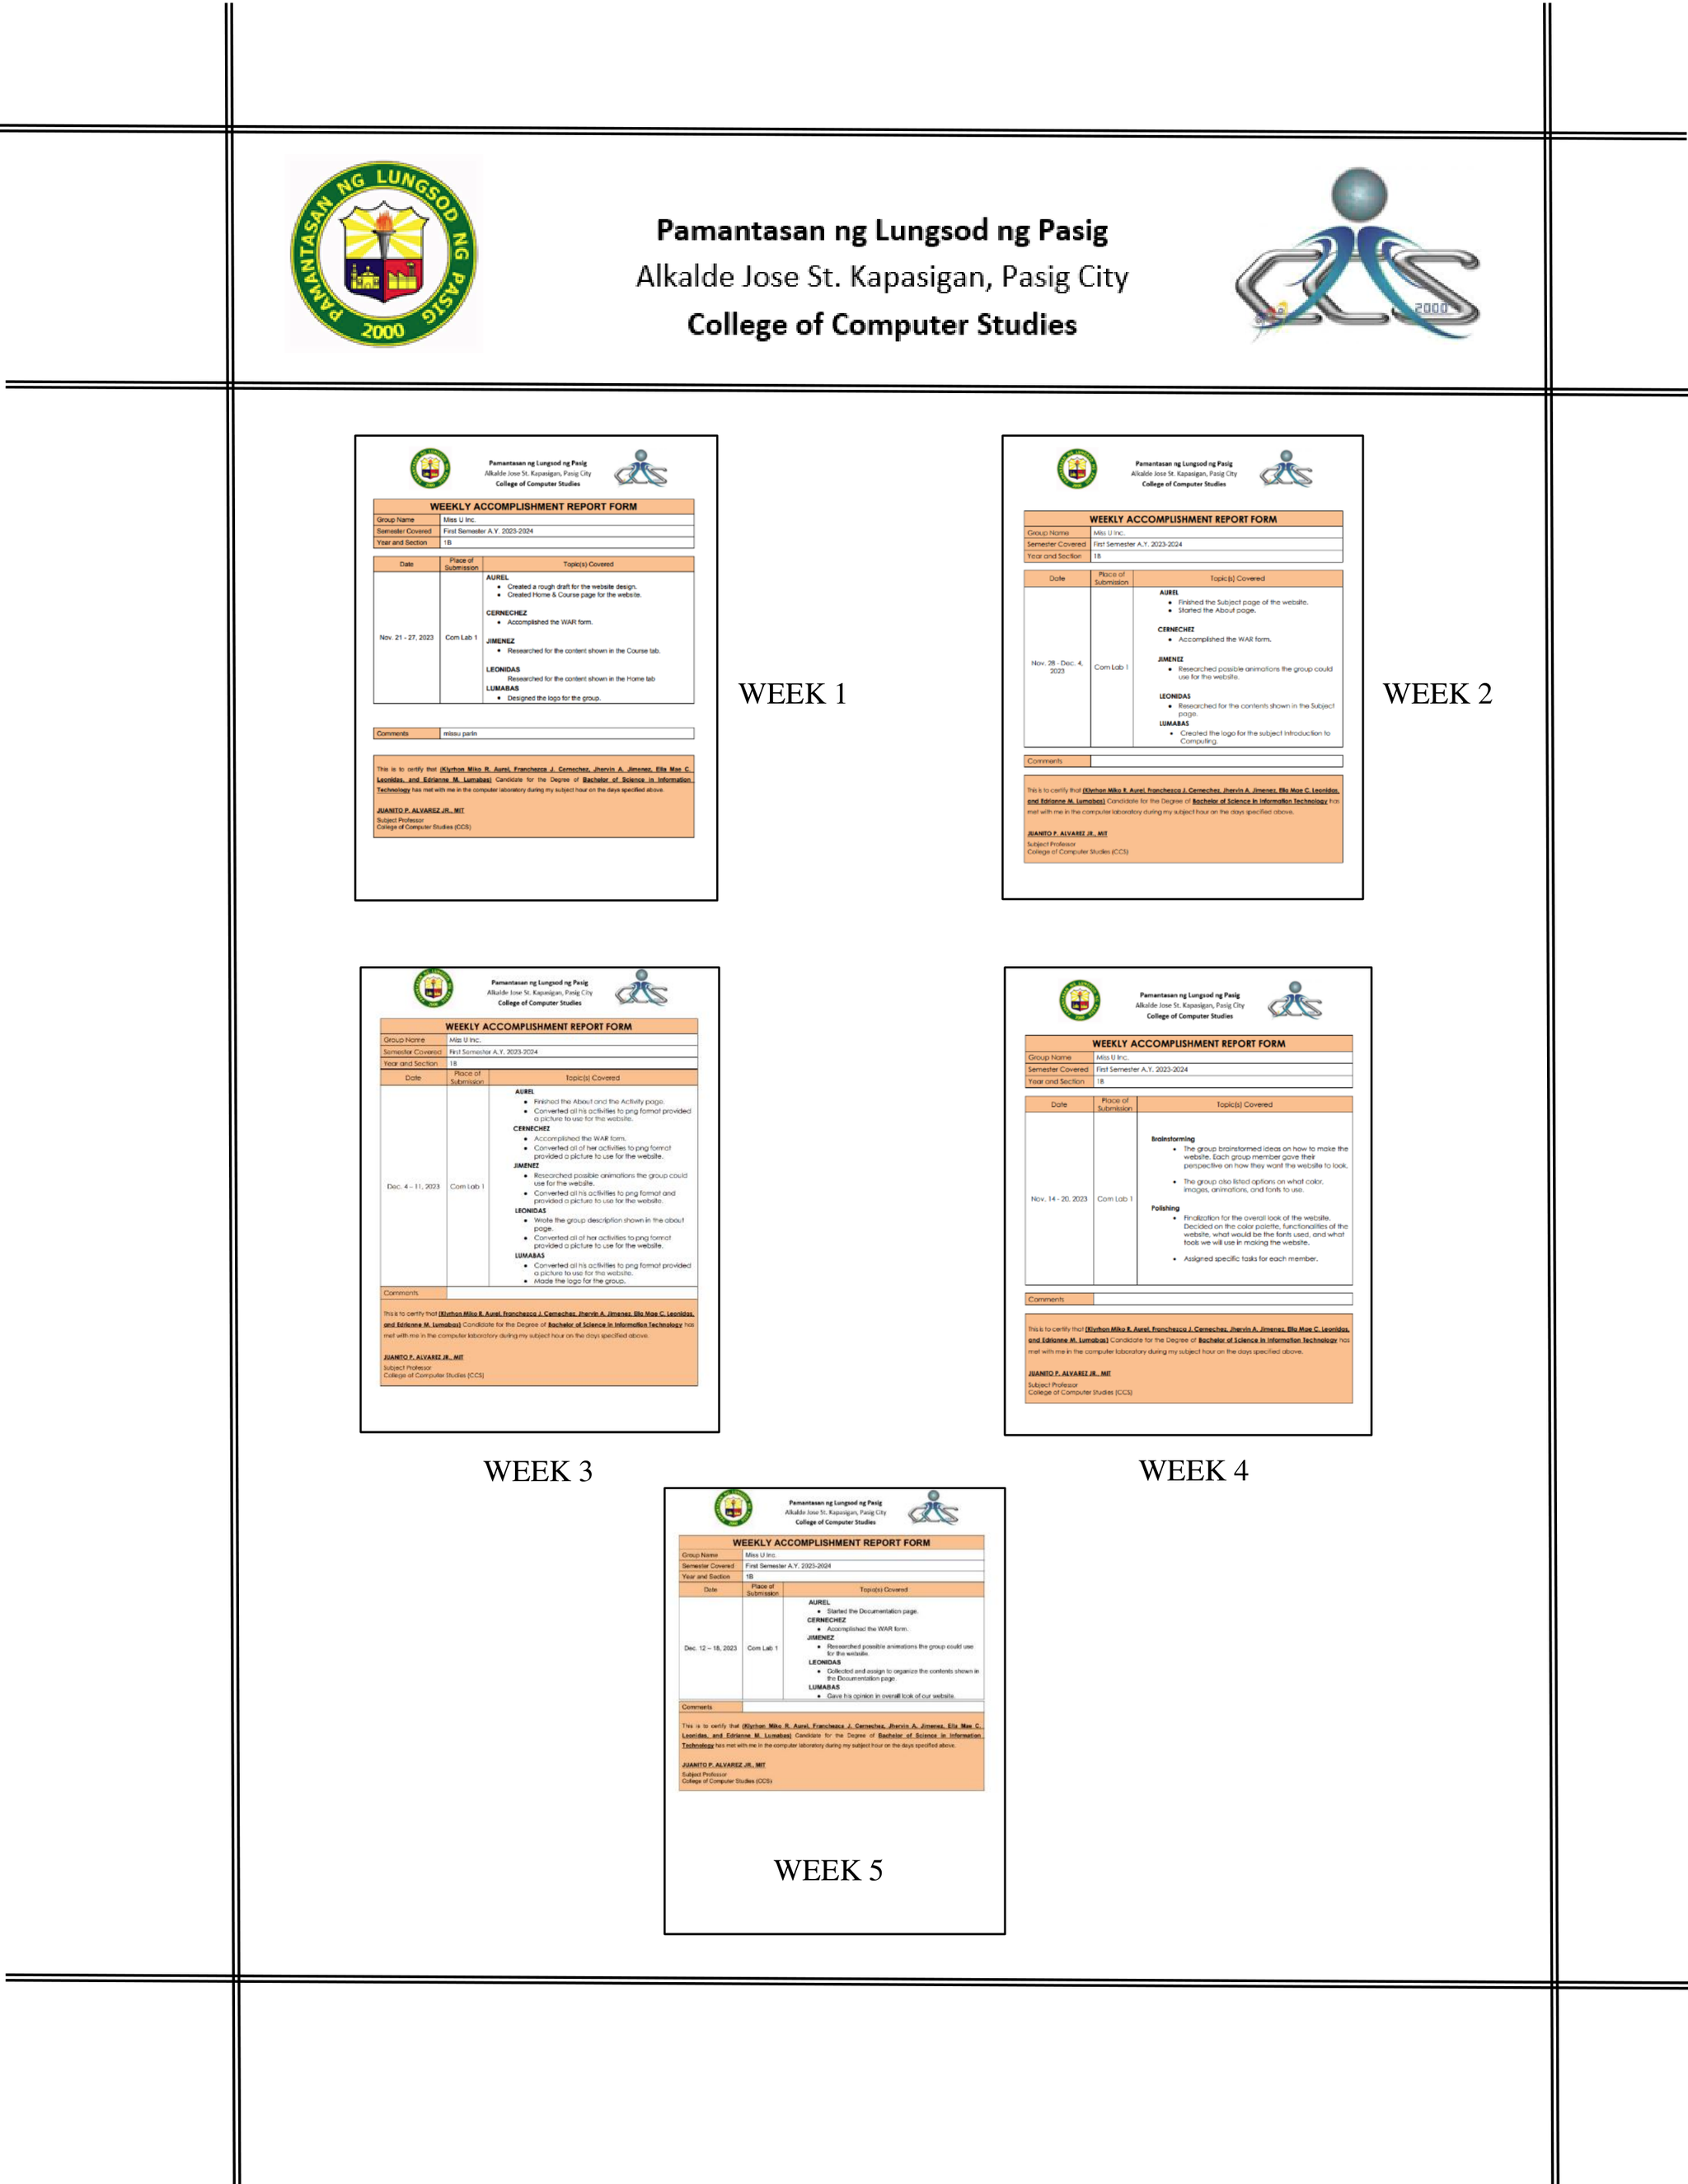 PAMANTASAN NG LUNGSOD NG PASIG
2000
Pamantasan ng Lungsod ng Pasig
Alkalde Jose St. Kapasigan, Pasig City
College of Computer Studies
CCS
2000
Pamantasan ng Lungsod ng Pasig
Alkalde Jose St. Kapasigan, Pasig City
College of Computer Studies
WEEKLY ACCOMPLISHMENT REPORT FORM
Group Name Miss U Inc.
Semester Covered First Semester A.Y. 2023-2024
Year and Section 1B
Date Place of Submission Topic(s) Covered
Nov. 21 - 27, 2023 Com Lab 1
AUREL
• Created a rough draft for the website design.
• Created Home & Course page for the website.
CERNECHEZ
• Accomplished the WAR form.
JIMENEZ
• Researched for the content shown in the Course tab.
LEONIDAS
Researched for the content shown in the Home tab
LUMABAS
• Designed the logo for the group.
Comments missu parin
This is to certify that (Klyrhon Miko R. Aurel, Franchezca J. Cernechez, Jhervin A. Jimenez, Ella Mae C.
Leonidas, and Edrianne M. Lumabas) Candidate for the Degree of Bachelor of Science in Information
Technology has met with me in the computer laboratory during my subject hour on the days specified above.
JUANITO P. ALVAREZ JR., MIT
Subject Professor
College of Computer Studies (CCS)
WEEK 1
Pamantasan ng Lungsod ng Pasig
Alkalde Jose St. Kapasigan, Pasig City
College of Computer Studies
WEEKLY ACCOMPLISHMENT REPORT FORM
Group Name Miss U Inc.
Semester Covered First Semester A.Y. 2023-2024
Year and Section 1B
Date Place of Submission Topic(s) Covered
Nov. 28 - Dec. 4, 2023 Com Lab 1
AUREL
• Finished the Subject page of the website.
• Started the About page.
CERNECHEZ
• Accomplished the WAR form.
JIMENEZ
• Researched possible animations the group could
use for the website.
LEONIDAS
• Researched for the contents shown in the Subject
page.
LUMABAS
• Created the logo for the subject Introduction to
Computing.
Comments
This is to certify that (Klyrhon Miko R. Aurel, Franchezca J. Cernechez, Jhervin A. Jimenez, Ella Mae C. Leonidas,
and Edrianne M. Lumabas) Candidate for the Degree of Bachelor of Science in Information Technology has
met with me in the computer laboratory during my subject hour on the days specified above.
JUANITO P. ALVAREZ JR., MIT
Subject Professor
College of Computer Studies (CCS)
WEEK 2
Pamantasan ng Lungsod ng Pasig
Alkalde Jose St. Kapasigan, Pasig City
College of Computer Studies
WEEKLY ACCOMPLISHMENT REPORT FORM
Group Name Miss U Inc.
Semester Covered First Semester A.Y. 2023-2024
Year and Section 1B
Date Place of Submission Topic(s) Covered
Dec. 4 – 11, 2023 Com Lab 1
AUREL
• Finished the About and the Activity page.
• Converted all his activities to png format provided
a picture to use for the website.
CERNECHEZ
• Accomplished the WAR form.
• Converted all of her activities to png format
provided a picture to use for the website.
JIMENEZ
• Researched possible animations the group could
use for the website.
• Converted all his activities to png format and
provided a picture to use for the website.
LEONIDAS
• Wrote the group description shown in the about
page.
• Converted all of her activities to png format
provided a picture to use for the website.
LUMABAS
• Converted all his activities to png format provided
a picture to use for the website.
• Made the logo for the group.
Comments
This is to certify that (Klyrhon Miko R. Aurel, Franchezca J. Cernechez, Jhervin A. Jimenez, Ella Mae C. Leonidas,
and Edrianne M. Lumabas) Candidate for the Degree of Bachelor of Science in Information Technology has
met with me in the computer laboratory during my subject hour on the days specified above.
JUANITO P. ALVAREZ JR., MIT
Subject Professor
College of Computer Studies (CCS)
WEEK 3
Pamantasan ng Lungsod ng Pasig
Alkalde Jose St. Kapasigan, Pasig City
College of Computer Studies
WEEKLY ACCOMPLISHMENT REPORT FORM
Group Name Miss U Inc.
Semester Covered First Semester A.Y. 2023-2024
Year and Section 1B
Date Place of Submission Topic(s) Covered
Nov. 14 - 20, 2023 Com Lab 1
Brainstorming
• The group brainstormed ideas on how to make the
website. Each group member gave their
perspective on how they want the website to look.
• The group also listed options on what color,
images, animations, and fonts to use.
Polishing
• Finalization for the overall look of the website.
Decided on the color palette, functionalities of the
website, what would be the fonts used, and what
tools we will use in making the website.
• Assigned specific tasks for each member.
Comments
This is to certify that (Klyrhon Miko R. Aurel, Franchezca J. Cernechez, Jhervin A. Jimenez, Ella Mae C. Leonidas,
and Edrianne M. Lumabas) Candidate for the Degree of Bachelor of Science in Information Technology has
met with me in the computer laboratory during my subject hour on the days specified above.
JUANITO P. ALVAREZ JR., MIT
Subject Professor
College of Computer Studies (CCS)
WEEK 4
Pamantasan ng Lungsod ng Pasig
Alkalde Jose St. Kapasigan, Pasig City
College of Computer Studies
WEEKLY ACCOMPLISHMENT REPORT FORM
Group Name Miss U Inc.
Semester Covered First Semester A.Y. 2023-2024
Year and Section 1B
Date Place of Submission Topic(s) Covered
Dec. 12 – 18, 2023 Com Lab 1
AUREL
• Started the Documentation page.
CERNECHEZ
• Accomplished the WAR form.
JIMENEZ
• Researched possible animations the group could use
for the website.
LEONIDAS
• Collected and assign to organize the contents shown in
the Documentation page.
LUMABAS
• Gave his opinion in overall look of our website.
Comments
This is to certify that (Klyrhon Miko R. Aurel, Franchezca J. Cernechez, Jhervin A. Jimenez, Ella Mae C.
Leonidas, and Edrianne M. Lumabas) Candidate for the Degree of Bachelor of Science in Information
Technology has met with me in the computer laboratory during my subject hour on the days specified above.
JUANITO P. ALVAREZ JR., MIT
Subject Professor
College of Computer Studies (CCS)
WEEK 5